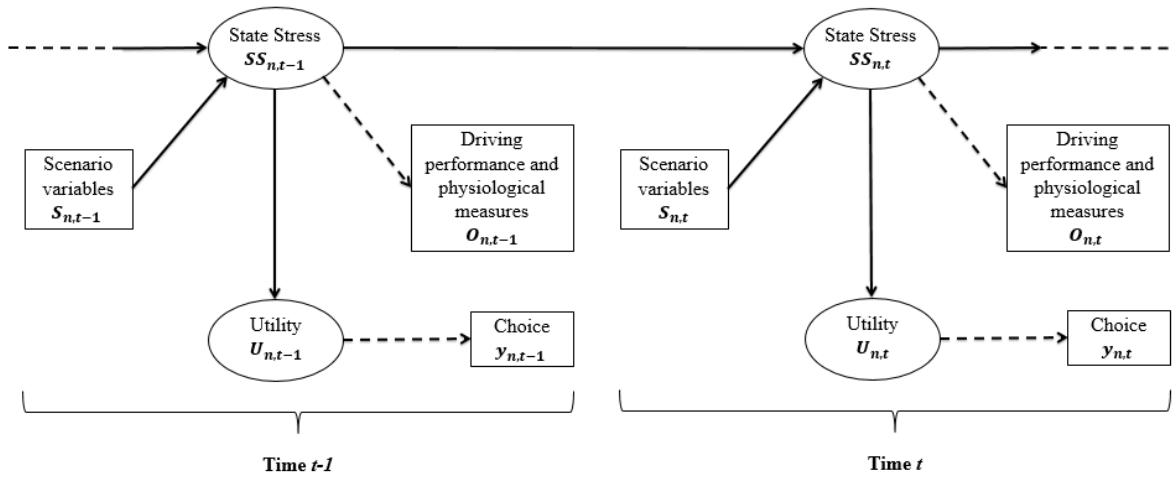 State Stress
SS_{n,t−1}
State Stress
SS_{n,t}
Scenario
variables
S_{n,t−1}
Driving
performance and
physiological
measures
O_{n,t−1}
Scenario
variables
S_{n,t}
Driving
performance and
physiological
measures
O_{n,t}
Utility
U_{n,t−1}
Choice
y_{n,t−1}
Utility
U_{n,t}
Choice
y_{n,t}
Time t-1
Time t